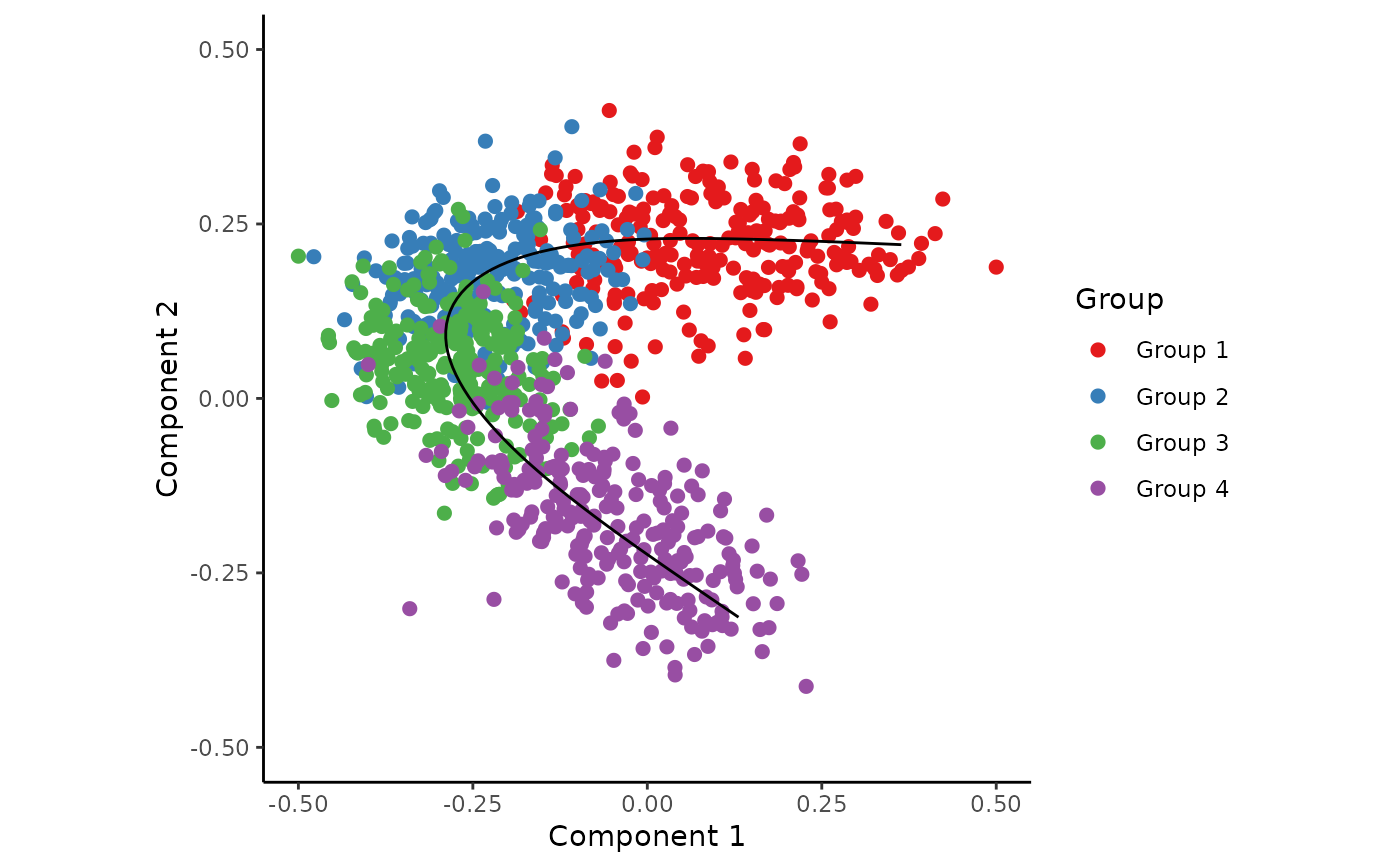 0.50
0.25
0.00
-0.25
-0.50
Component 2
-0.50 -0.25 0.00 0.25 0.50
Component 1
Group
Group 1
Group 2
Group 3
Group 4